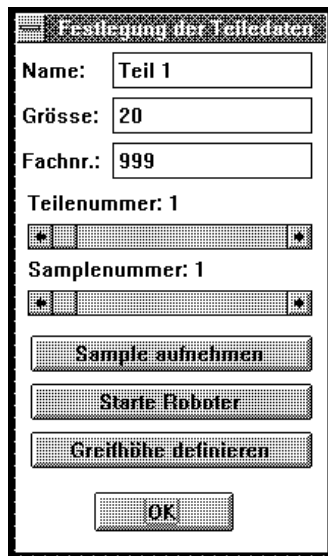 Festlegung der Teiledaten
Name: Teil 1
Grösse: 20
Fachnr.: 999
Teilenummer: 1
Samplenummer: 1
Sample aufnehmen
Starte Roboter
Greifhöhe definieren
OK